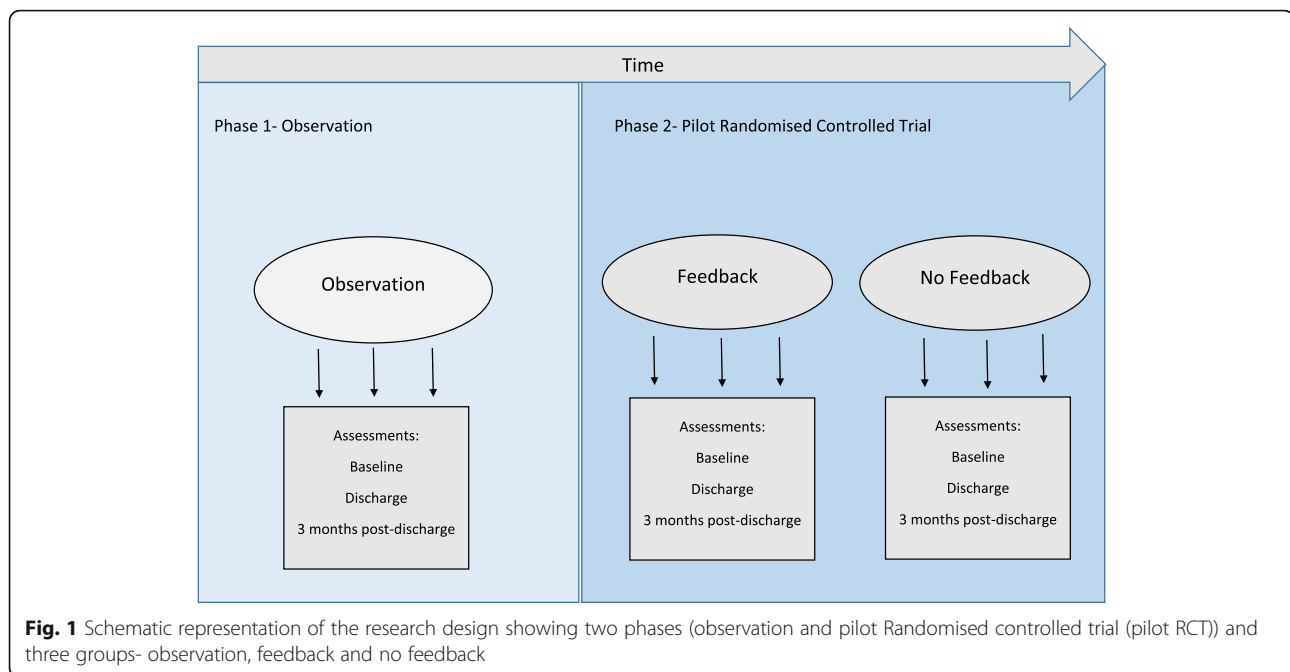 Time
Phase 1- Observation
Phase 2- Pilot Randomised Controlled Trial
Observation
Feedback
No Feedback
Assessments:
Baseline
Discharge
3 months post-discharge
Assessments:
Baseline
Discharge
3 months post-discharge
Assessments:
Baseline
Discharge
3 months post-discharge
Fig. 1 Schematic representation of the research design showing two phases (observation and pilot Randomised controlled trial (pilot RCT)) and
three groups- observation, feedback and no feedback